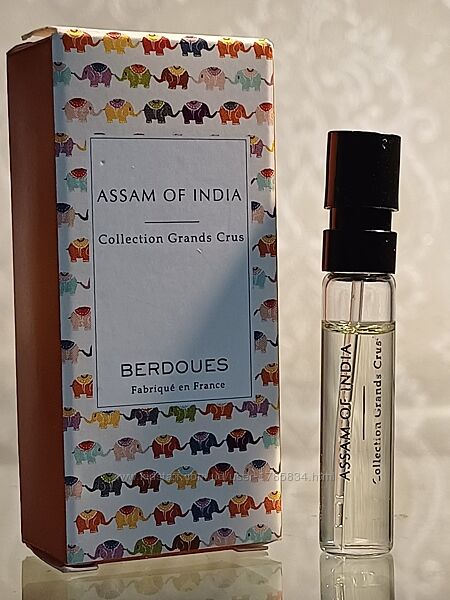 ASSAM OF INDIA
Collection Grands Crus
BERDOUES
Fabriqué en France
ASSAM OF INDIA
Collection Grands Crus